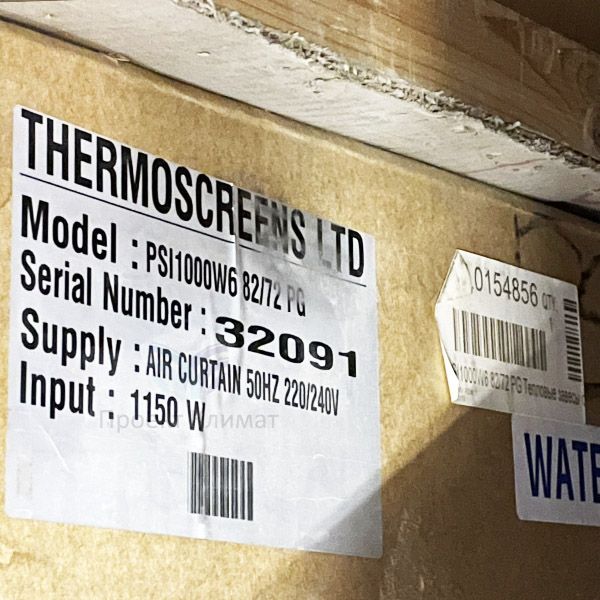 THERMOSCREENS LTD
Model : PSI1000W6 82/72 PG
Serial Number : 32091
Supply : AIR CURTAIN 50HZ 220/240V
Input : 1150 W
0154856
1000W6 82/72 PG Тепловые завесы
WATE